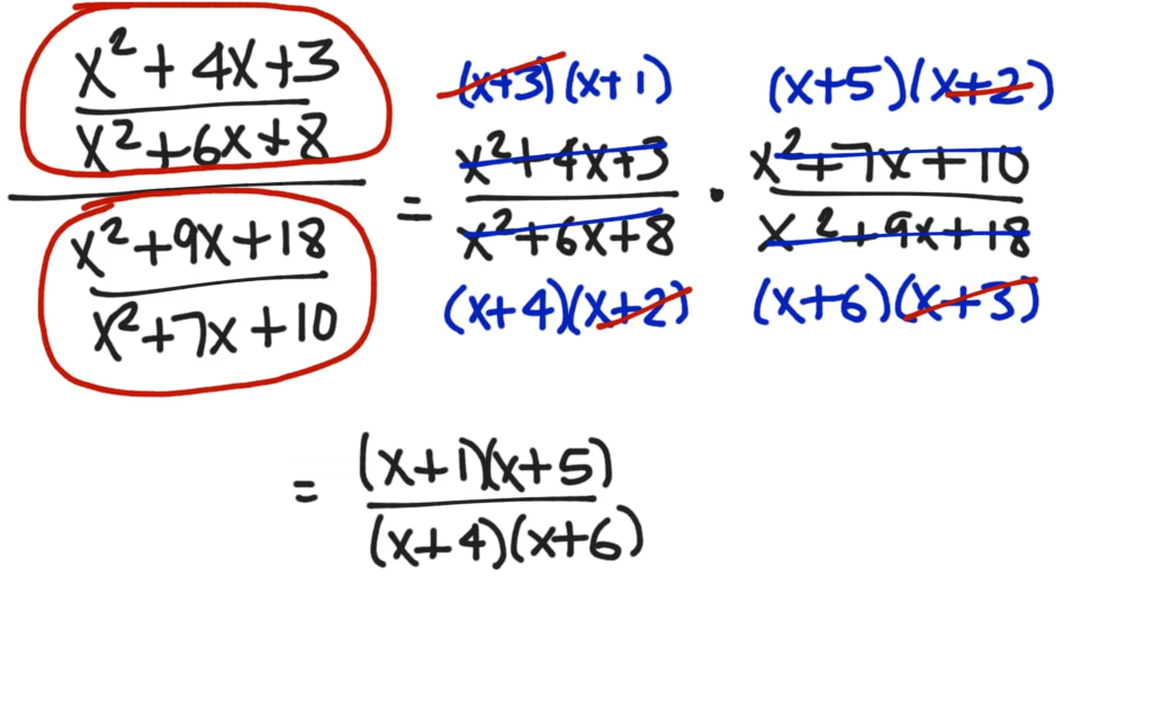 x² + 4x + 3
x² + 6x + 8
x² + 9x + 18
x² + 7x + 10
=
(x+3)(x+1) (x+5)(x+2)
x² + 4x + 3 · x² + 7x + 10
x² + 6x + 8 x² + 9x + 18
(x+4)(x+2) (x+6)(x+3)
= (x+1)(x+5)
(x+4)(x+6)